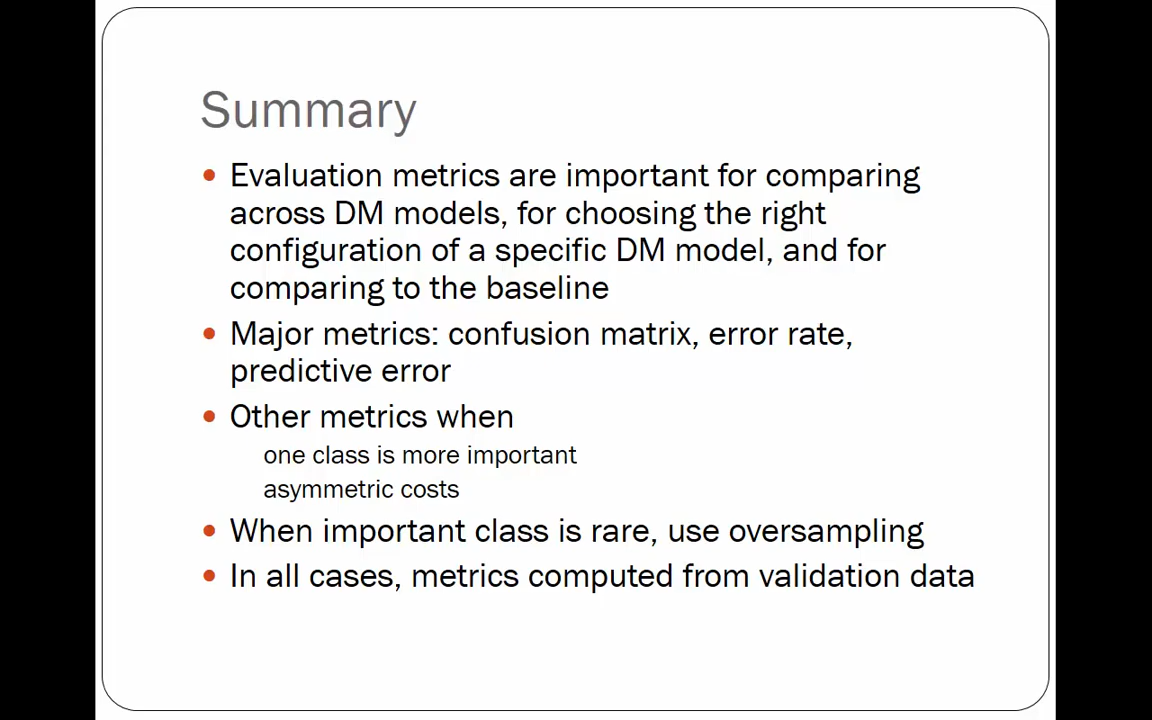 Summary
• Evaluation metrics are important for comparing
across DM models, for choosing the right
configuration of a specific DM model, and for
comparing to the baseline
• Major metrics: confusion matrix, error rate,
predictive error
• Other metrics when
one class is more important
asymmetric costs
• When important class is rare, use oversampling
• In all cases, metrics computed from validation data